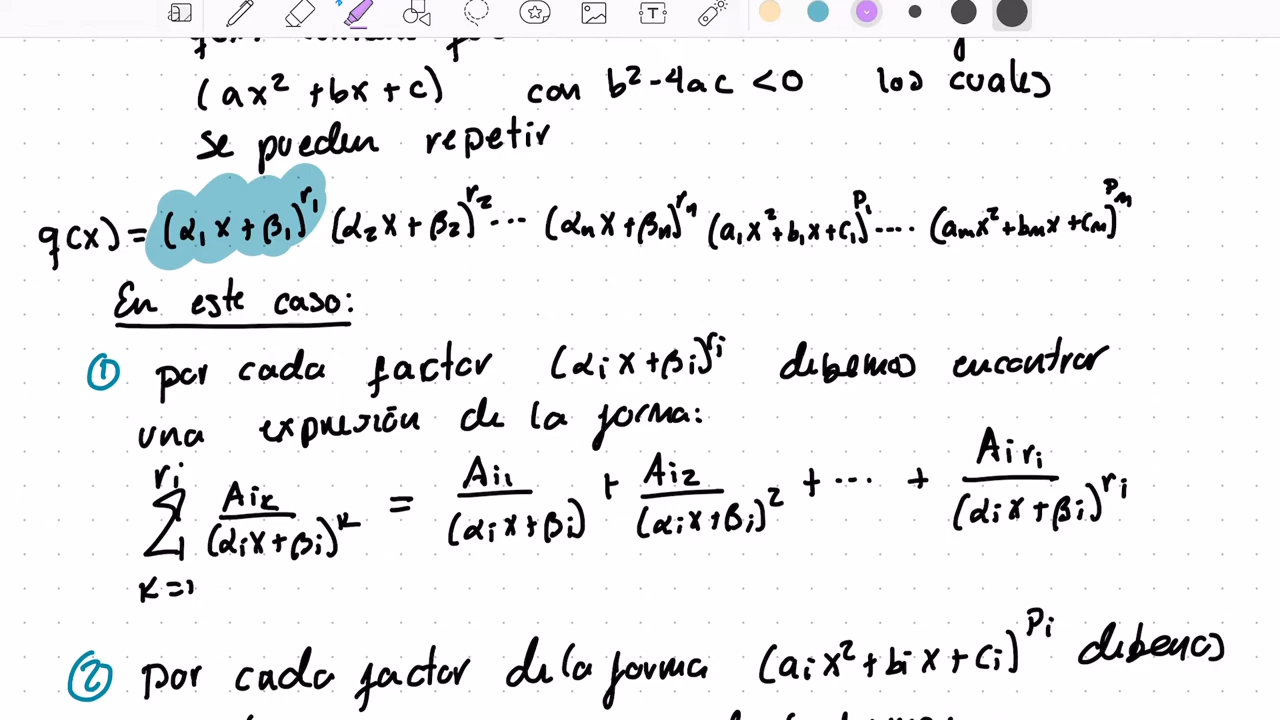 (ax² + bx + c) con b² - 4ac < 0 los cuales
se pueden repetir
q(x) = (α₁x + β₁)^r₁ (α₂x + β₂)^r₂ ... (αₙx + βₙ)^rₙ (a₁x² + b₁x + c₁)^p₁ .... (aₘx² + bₘx + cₘ)^pₘ
En este caso:
① por cada factor (αᵢx + βᵢ)^rᵢ debemos encontrar
una expresión de la forma:
∑_{k=1}^{rᵢ} Aᵢₖ/(αᵢx + βᵢ)^k = Aᵢ₁/(αᵢx + βᵢ) + Aᵢ₂/(αᵢx + βᵢ)² + ... + Aᵢrᵢ/(αᵢx + βᵢ)^rᵢ
② por cada factor de la forma (aᵢx² + bᵢx + cᵢ)^pᵢ debemos